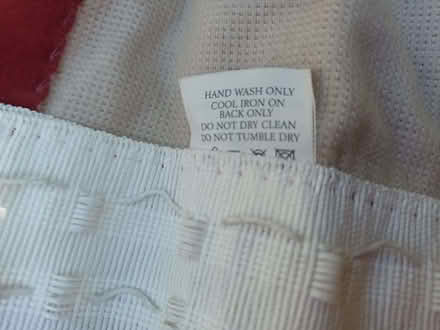 HAND WASH ONLY
COOL IRON ON
BACK ONLY
DO NOT DRY CLEAN
DO NOT TUMBLE DRY